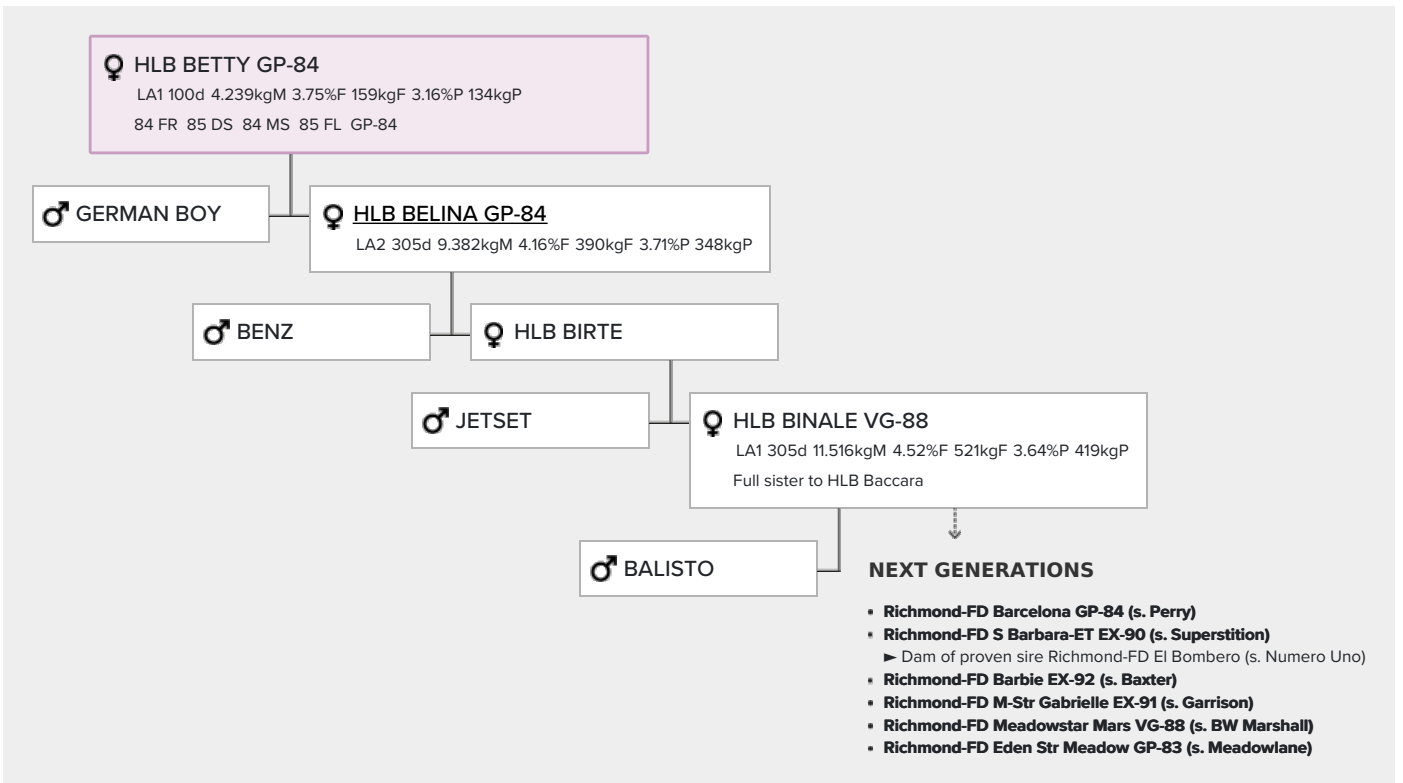 HLB BETTY GP-84
LA1 100d 4.239kgM 3.75%F 159kgF 3.16%P 134kgP
84 FR 85 DS 84 MS 85 FL GP-84
GERMAN BOY
HLB BELINA GP-84
LA2 305d 9.382kgM 4.16%F 390kgF 3.71%P 348kgP
BENZ
HLB BIRTE
JETSET
HLB BINALE VG-88
LA1 305d 11.516kgM 4.52%F 521kgF 3.64%P 419kgP
Full sister to HLB Baccara
BALISTO
NEXT GENERATIONS
• Richmond-FD Barcelona GP-84 (s. Perry)
• Richmond-FD S Barbara-ET EX-90 (s. Superstition)
► Dam of proven sire Richmond-FD El Bombero (s. Numero Uno)
• Richmond-FD Barbie EX-92 (s. Baxter)
• Richmond-FD M-Str Gabrielle EX-91 (s. Garrison)
• Richmond-FD Meadowstar Mars VG-88 (s. BW Marshall)
• Richmond-FD Eden Str Meadow GP-83 (s. Meadowlane)